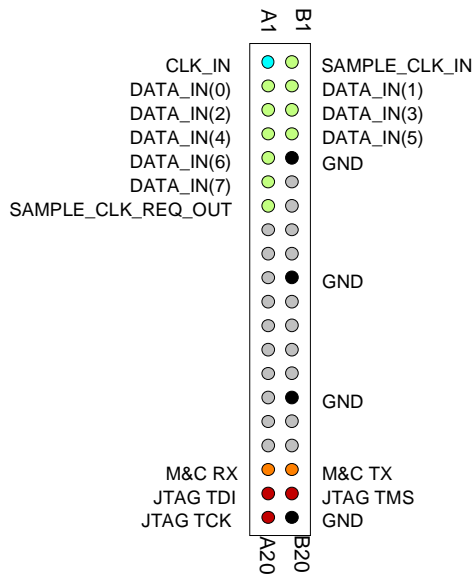 A1 B1
CLK_IN SAMPLE_CLK_IN
DATA_IN(0) DATA_IN(1)
DATA_IN(2) DATA_IN(3)
DATA_IN(4) DATA_IN(5)
DATA_IN(6) GND
DATA_IN(7)
SAMPLE_CLK_REQ_OUT
GND
GND
M&C RX M&C TX
JTAG TDI JTAG TMS
JTAG TCK GND
A20 B20